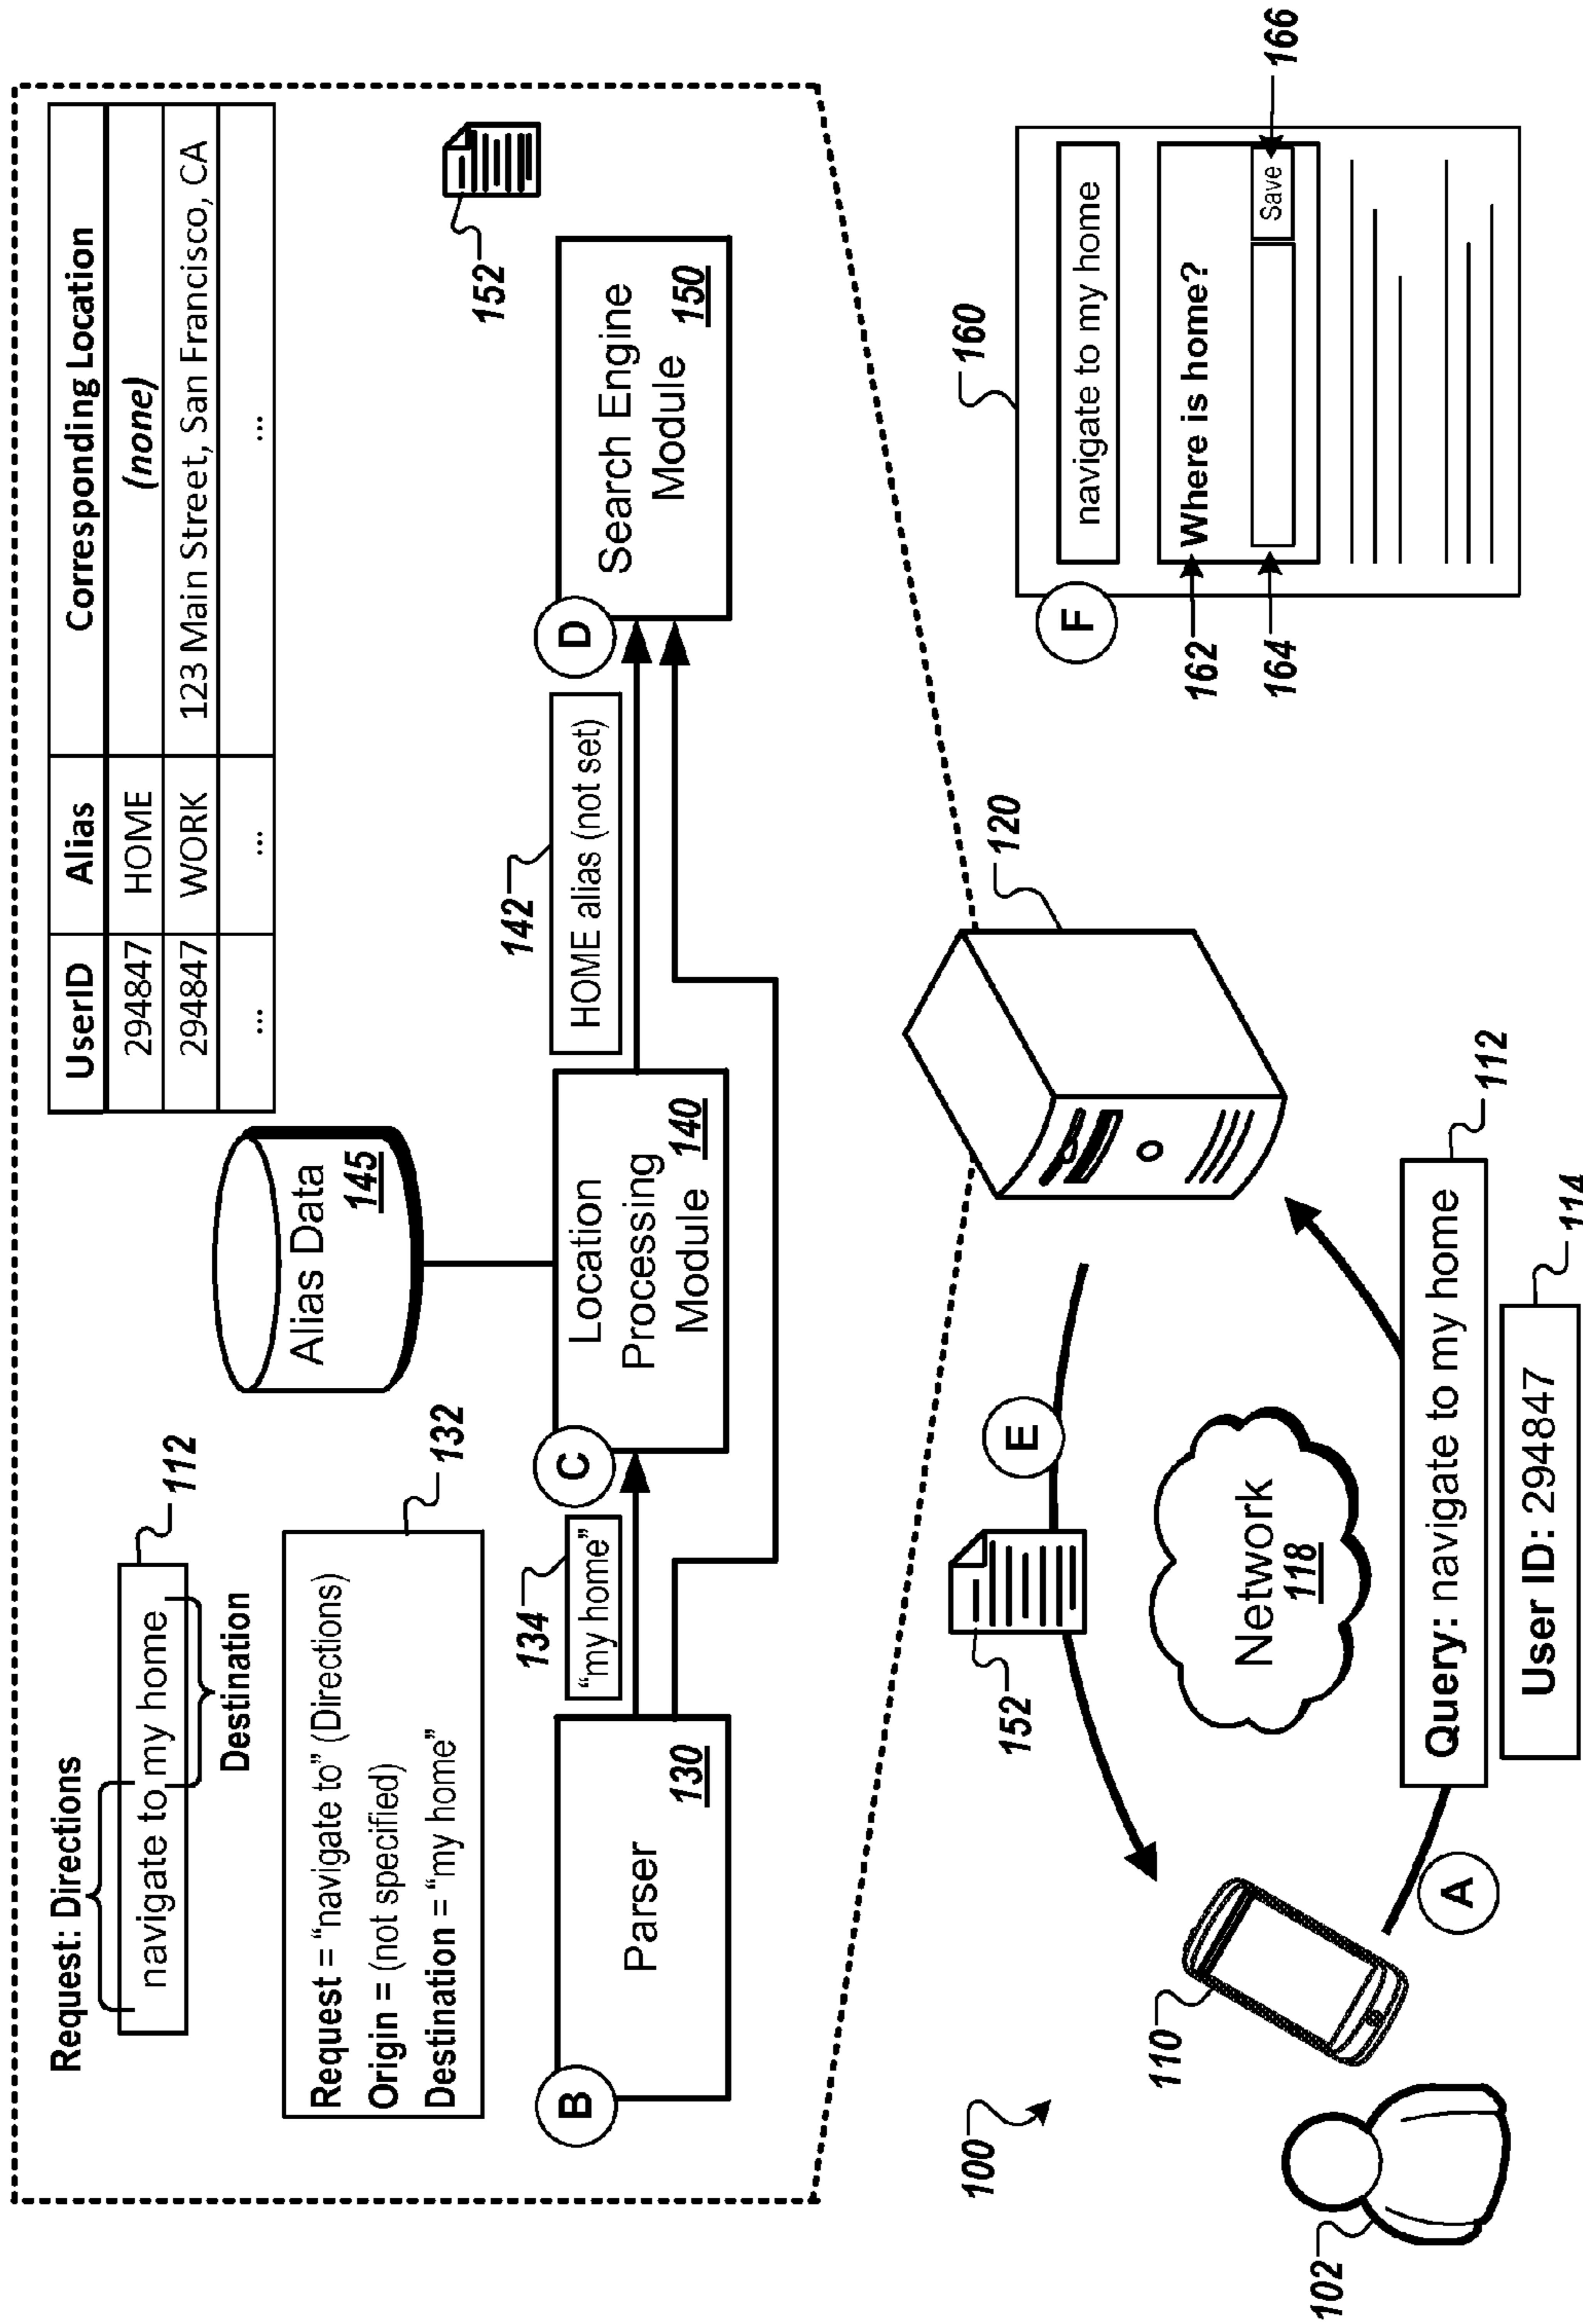 Request: Directions
navigate to my home
112
Destination
Request = “navigate to” (Directions)
Origin = (not specified)
Destination = “my home”
132
Alias Data
145
UserID Alias Corresponding Location
294847 HOME (none)
294847 WORK 123 Main Street, San Francisco, CA
... ... ...
B
Parser
130
134
“my home”
C
Location
Processing
Module 140
142
HOME alias (not set)
D
Search Engine
Module 150
152
100
102
110
A
152
E
Network
118
120
Query: navigate to my home
112
User ID: 294847
114
F
160
navigate to my home
162
Where is home?
164
Save
166